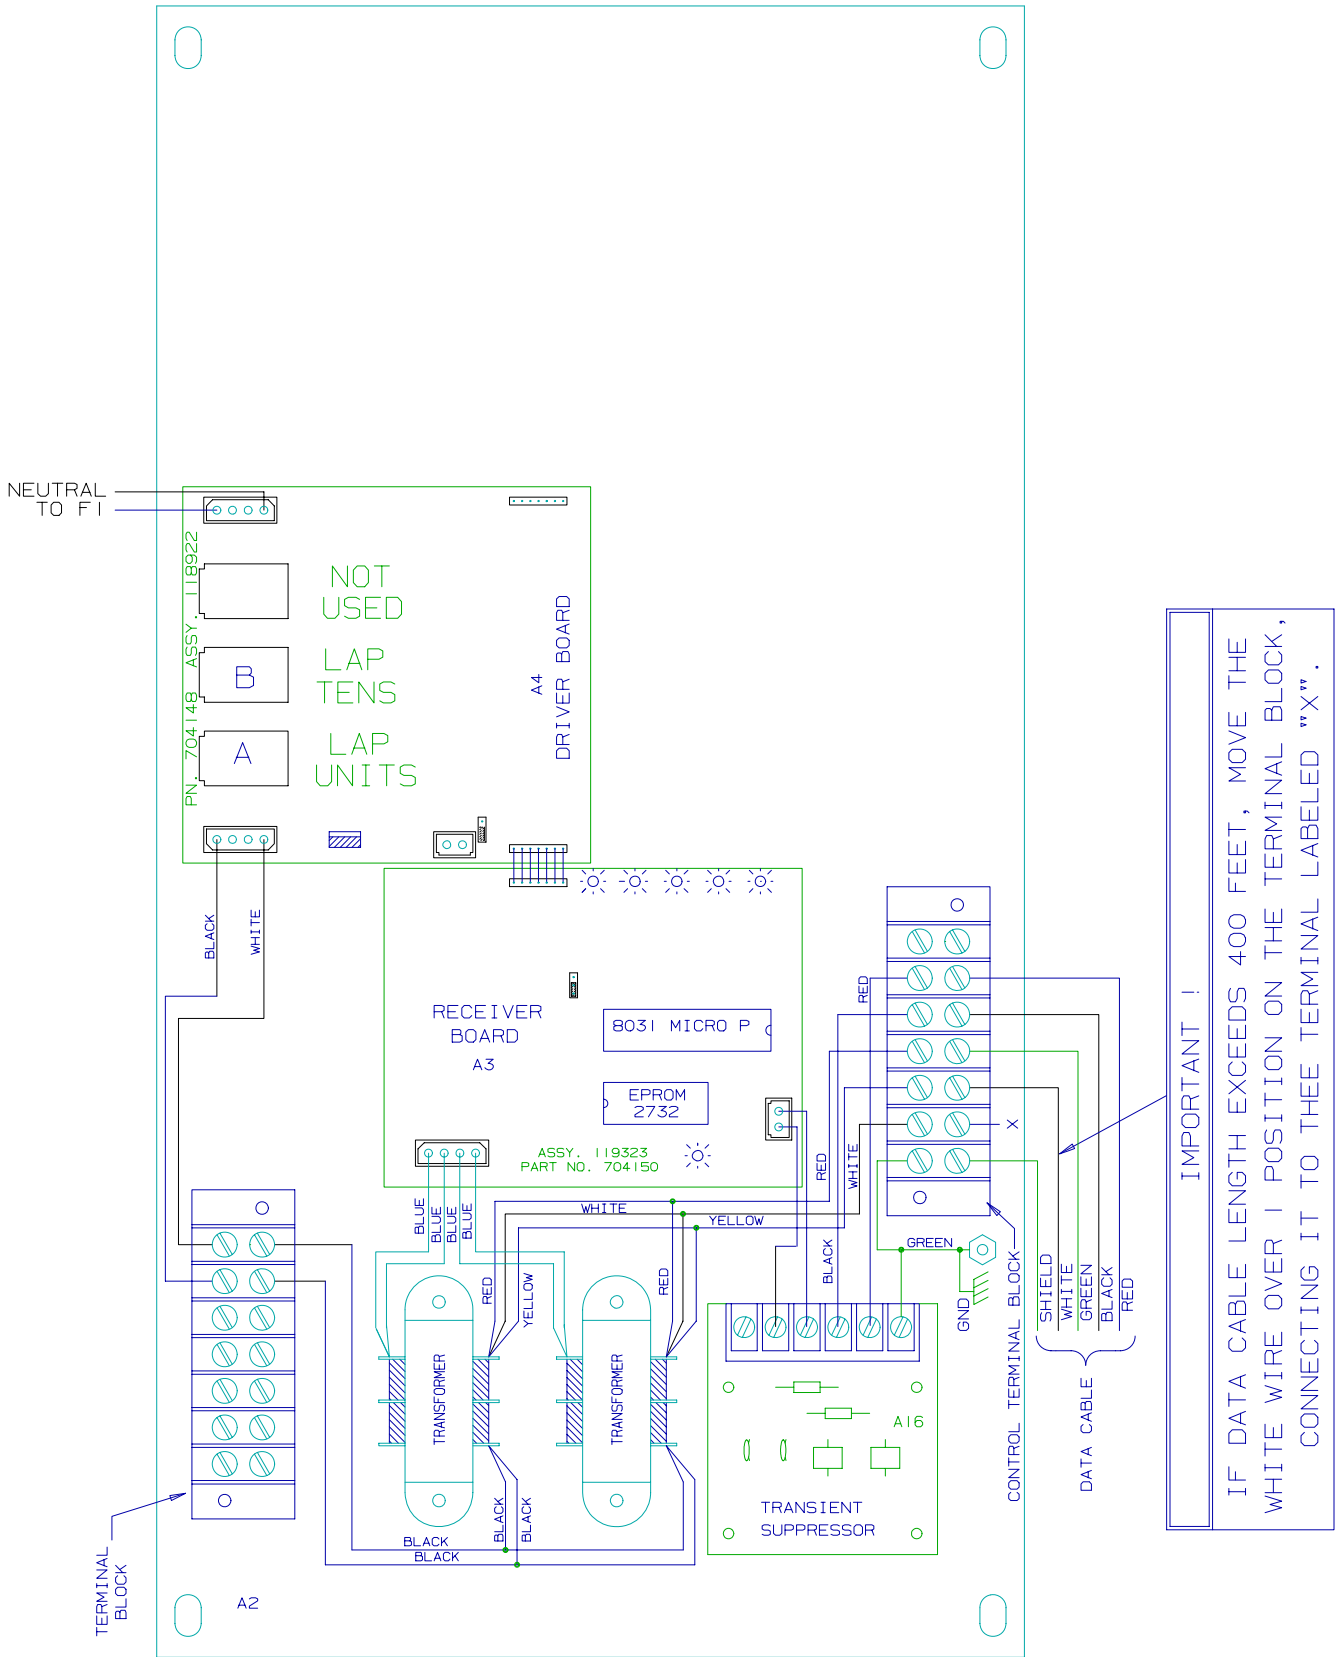 NEUTRAL
TO F1
PN. 704148 ASSY. 118922
NOT
USED
B
LAP
TENS
A
LAP
UNITS
A4
DRIVER BOARD
BLACK
WHITE
RECEIVER
BOARD
A3
8031 MICRO P
EPROM
2732
ASSY. 119323
PART NO. 704150
RED
X
RED
WHITE
BLUE
BLUE
BLUE
BLUE
WHITE
YELLOW
RED
YELLOW
RED
BLACK
GREEN
GND
TRANSFORMER
TRANSFORMER
A16
TRANSIENT
SUPPRESSOR
BLACK
BLACK
BLACK
BLACK
TERMINAL
BLOCK
A2
CONTROL TERMINAL BLOCK
SHIELD
WHITE
GREEN
BLACK
RED
DATA CABLE
IMPORTANT !
IF DATA CABLE LENGTH EXCEEDS 400 FEET, MOVE THE
WHITE WIRE OVER 1 POSITION ON THE TERMINAL BLOCK,
CONNECTING IT TO THEE TERMINAL LABELED "X".